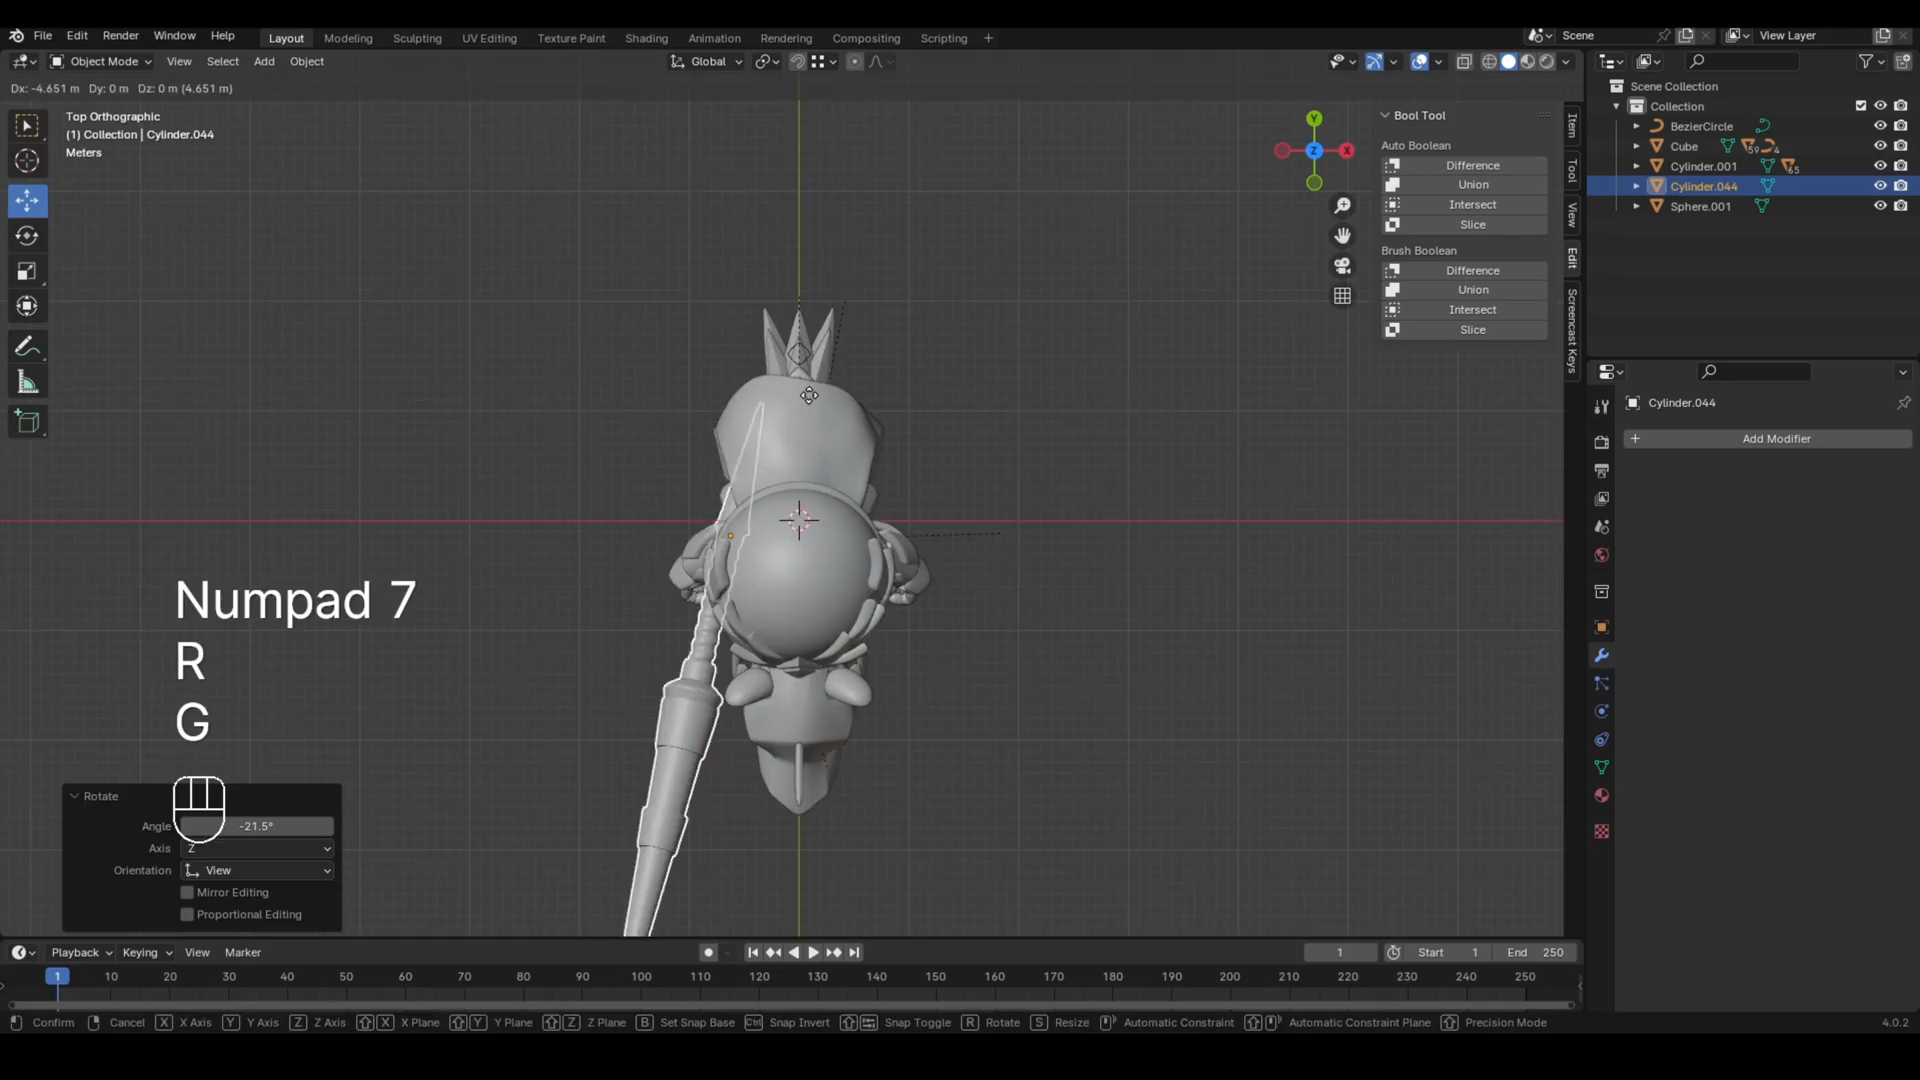 File Edit Render Window Help Layout Modeling Sculpting UV Editing Texture Paint Shading Animation Rendering Compositing Scripting + Scene View Layer
Object Mode View Select Add Object Global
Dx: -4.651 m Dy: 0 m Dz: 0 m (4.651 m)
Top Orthographic
(1) Collection | Cylinder.044
Meters
Y
X
Z
Bool Tool
Auto Boolean
Difference
Union
Intersect
Slice
Brush Boolean
Difference
Union
Intersect
Slice
Item
Tool
View
Edit
Screencast Keys
Scene Collection
Collection
BezierCircle
Cube 59 4
Cylinder.001 65
Cylinder.044
Sphere.001
Cylinder.044
+ Add Modifier
Numpad 7
R
G
Rotate
Angle -21.5°
Axis Z
Orientation View
Mirror Editing
Proportional Editing
Playback Keying View Marker 1 Start 1 End 250
1 10 20 30 40 50 60 70 80 90 100 110 120 130 140 150 160 170 180 190 200 210 220 230 240 250
Confirm Cancel X X Axis Y Y Axis Z Z Axis X X Plane Y Y Plane Z Z Plane B Set Snap Base Ctrl Snap Invert Snap Toggle R Rotate S Resize Automatic Constraint Automatic Constraint Plane Precision Mode 4.0.2